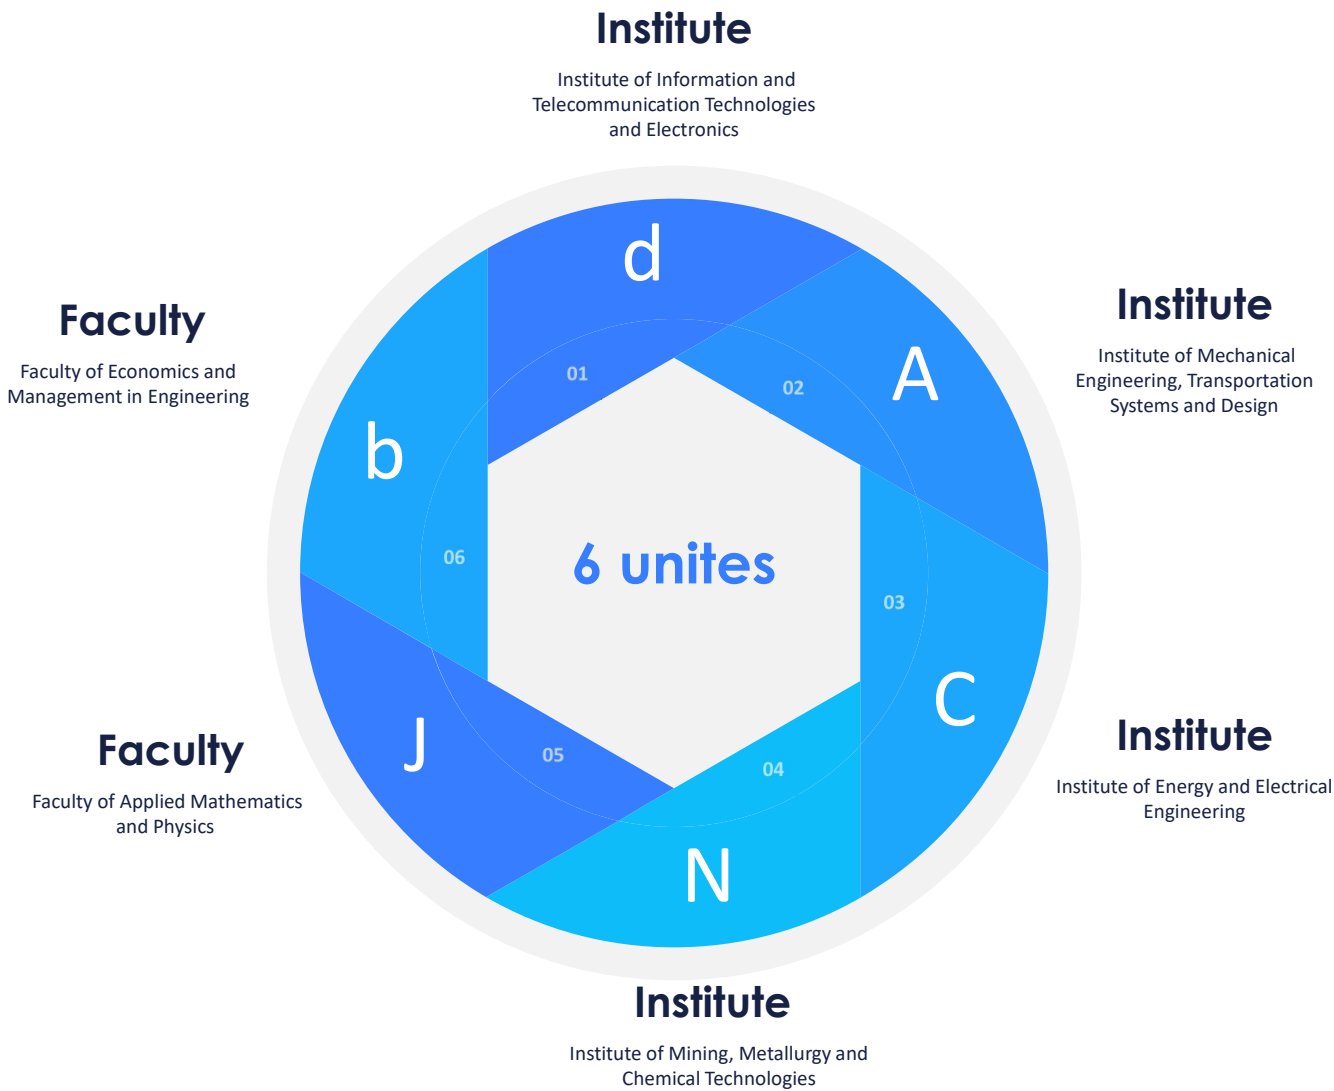 Institute
Institute of Information and
Telecommunication Technologies
and Electronics
d
01
Institute
Institute of Mechanical
Engineering, Transportation
Systems and Design
A
02
Institute
Institute of Energy and Electrical
Engineering
C
03
Institute
Institute of Mining, Metallurgy and
Chemical Technologies
N
04
Faculty
Faculty of Applied Mathematics
and Physics
J
05
Faculty
Faculty of Economics and
Management in Engineering
b
06
6 unites